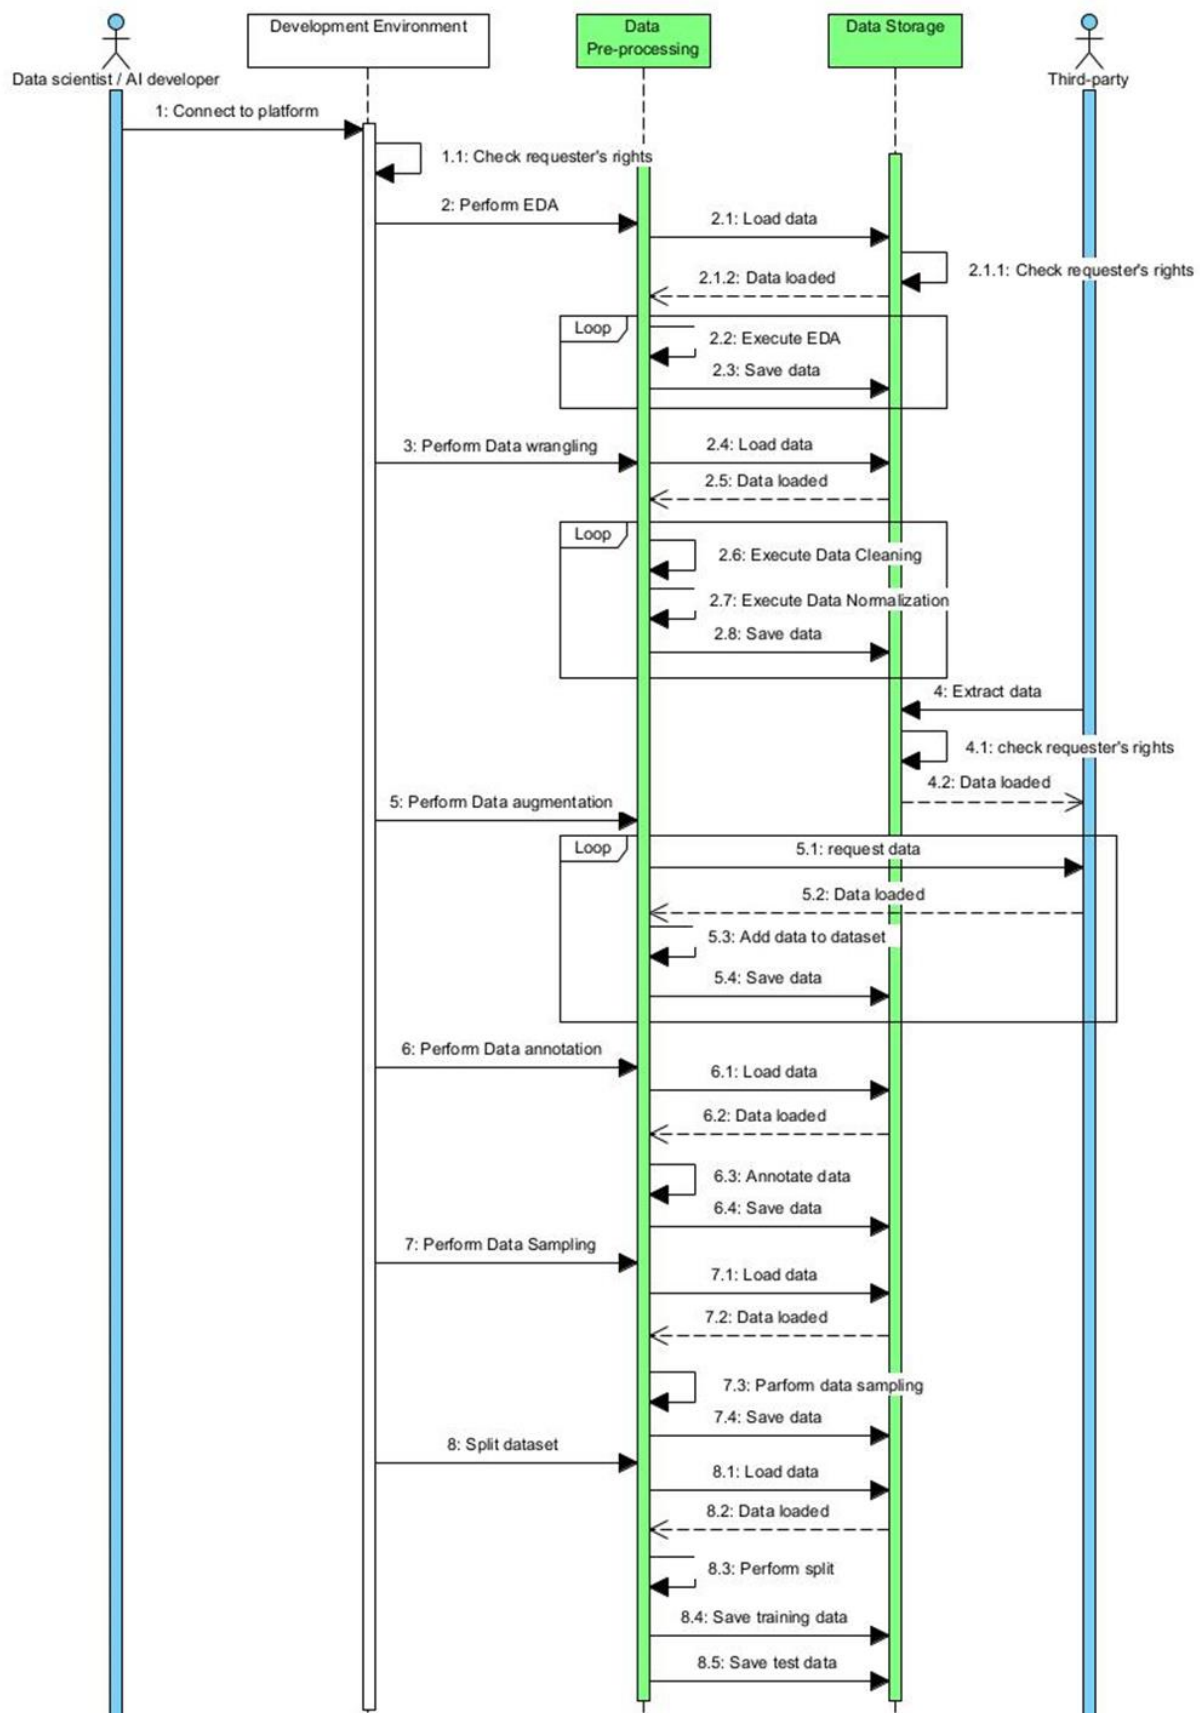 Development Environment
Data
Pre-processing
Data Storage
Data scientist / AI developer
Third-party
1: Connect to platform
1.1: Check requester's rights
2: Perform EDA
2.1: Load data
2.1.1: Check requester's rights
2.1.2: Data loaded
Loop
2.2: Execute EDA
2.3: Save data
3: Perform Data wrangling
2.4: Load data
2.5: Data loaded
Loop
2.6: Execute Data Cleaning
2.7: Execute Data Normalization
2.8: Save data
4: Extract data
4.1: check requester's rights
4.2: Data loaded
5: Perform Data augmentation
Loop
5.1: request data
5.2: Data loaded
5.3: Add data to dataset
5.4: Save data
6: Perform Data annotation
6.1: Load data
6.2: Data loaded
6.3: Annotate data
6.4: Save data
7: Perform Data Sampling
7.1: Load data
7.2: Data loaded
7.3: Parform data sampling
7.4: Save data
8: Split dataset
8.1: Load data
8.2: Data loaded
8.3: Perform split
8.4: Save training data
8.5: Save test data